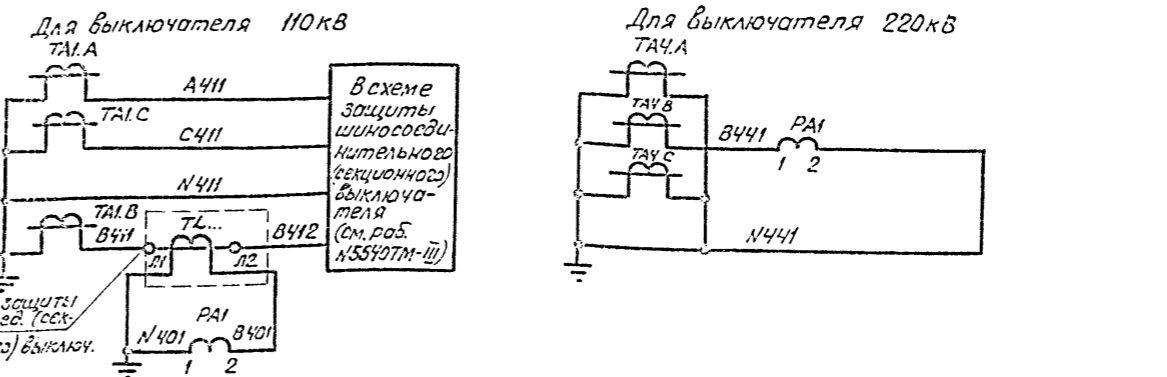 Для выключателя 110кВ
TA1.A
A411
TA1.C
C411
N411
TA1.B
B411
TL...
B412
Л1
Л2
В схеме
защиты
шиносоеди-
нительного
(секционного)
выключа-
теля
(см. раб.
N5540ТМ-III)
защиты
ед. (сек-
го) выключ.
PA1
N401
B401
1 2
Для выключателя 220кВ
TA4.A
TA4.B
TA4.C
B441
PA1
1 2
N441